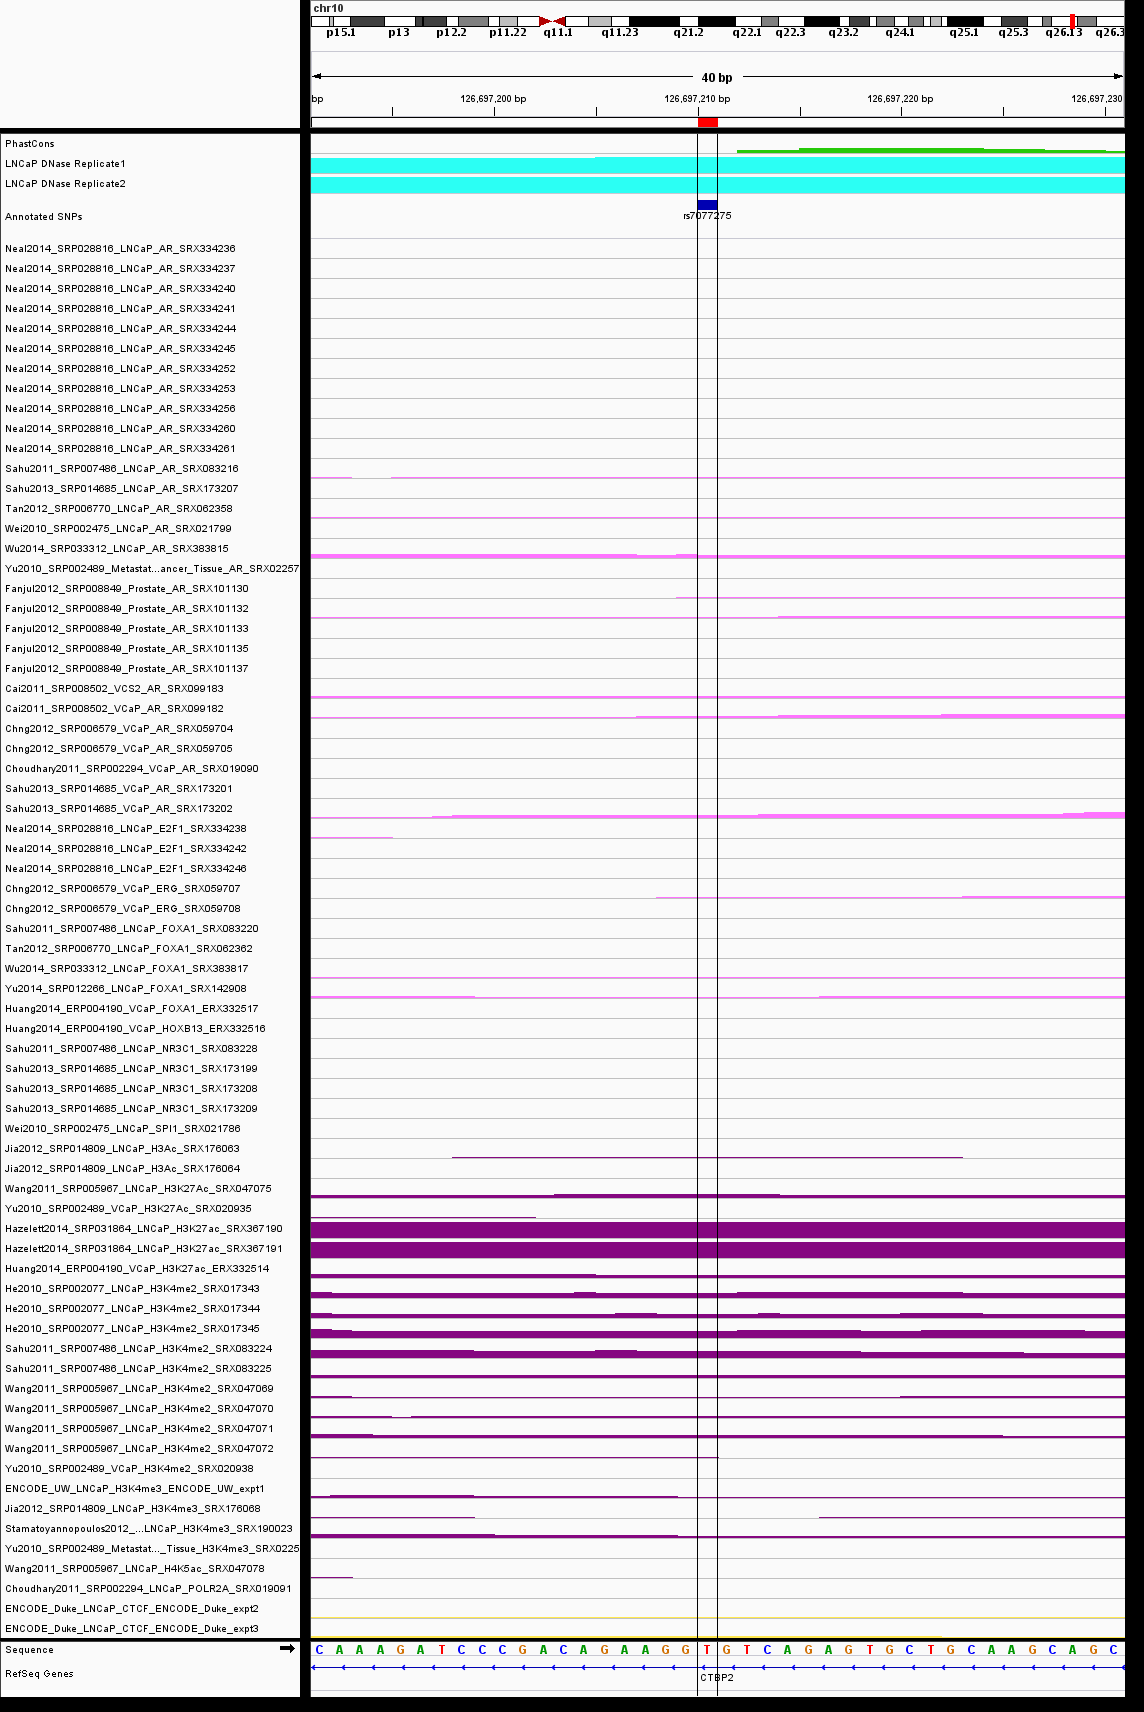 chr10
p15.1 p13 p12.2 p11.22 q11.1 q11.23 q21.2 q22.1 q22.3 q23.2 q24.1 q25.1 q25.3 q26.13 q26.3
40 bp
bp 126,697,200 bp 126,697,210 bp 126,697,220 bp 126,697,230
PhastCons
LNCaP DNase Replicate1
LNCaP DNase Replicate2
Annotated SNPs rs7077275
Neal2014_SRP028816_LNCaP_AR_SRX334236
Neal2014_SRP028816_LNCaP_AR_SRX334237
Neal2014_SRP028816_LNCaP_AR_SRX334240
Neal2014_SRP028816_LNCaP_AR_SRX334241
Neal2014_SRP028816_LNCaP_AR_SRX334244
Neal2014_SRP028816_LNCaP_AR_SRX334245
Neal2014_SRP028816_LNCaP_AR_SRX334252
Neal2014_SRP028816_LNCaP_AR_SRX334253
Neal2014_SRP028816_LNCaP_AR_SRX334256
Neal2014_SRP028816_LNCaP_AR_SRX334260
Neal2014_SRP028816_LNCaP_AR_SRX334261
Sahu2011_SRP007486_LNCaP_AR_SRX083216
Sahu2013_SRP014685_LNCaP_AR_SRX173207
Tan2012_SRP006770_LNCaP_AR_SRX062358
Wei2010_SRP002475_LNCaP_AR_SRX021799
Wu2014_SRP033312_LNCaP_AR_SRX383815
Yu2010_SRP002489_Metastat...ancer_Tissue_AR_SRX02257
Fanjul2012_SRP008849_Prostate_AR_SRX101130
Fanjul2012_SRP008849_Prostate_AR_SRX101132
Fanjul2012_SRP008849_Prostate_AR_SRX101133
Fanjul2012_SRP008849_Prostate_AR_SRX101135
Fanjul2012_SRP008849_Prostate_AR_SRX101137
Cai2011_SRP008502_VCS2_AR_SRX099183
Cai2011_SRP008502_VCaP_AR_SRX099182
Chng2012_SRP006579_VCaP_AR_SRX059704
Chng2012_SRP006579_VCaP_AR_SRX059705
Choudhary2011_SRP002294_VCaP_AR_SRX019090
Sahu2013_SRP014685_VCaP_AR_SRX173201
Sahu2013_SRP014685_VCaP_AR_SRX173202
Neal2014_SRP028816_LNCaP_E2F1_SRX334238
Neal2014_SRP028816_LNCaP_E2F1_SRX334242
Neal2014_SRP028816_LNCaP_E2F1_SRX334246
Chng2012_SRP006579_VCaP_ERG_SRX059707
Chng2012_SRP006579_VCaP_ERG_SRX059708
Sahu2011_SRP007486_LNCaP_FOXA1_SRX083220
Tan2012_SRP006770_LNCaP_FOXA1_SRX062362
Wu2014_SRP033312_LNCaP_FOXA1_SRX383817
Yu2014_SRP012266_LNCaP_FOXA1_SRX142908
Huang2014_ERP004190_VCaP_FOXA1_ERX332517
Huang2014_ERP004190_VCaP_HOXB13_ERX332516
Sahu2011_SRP007486_LNCaP_NR3C1_SRX083228
Sahu2013_SRP014685_LNCaP_NR3C1_SRX173199
Sahu2013_SRP014685_LNCaP_NR3C1_SRX173208
Sahu2013_SRP014685_LNCaP_NR3C1_SRX173209
Wei2010_SRP002475_LNCaP_SPI1_SRX021786
Jia2012_SRP014809_LNCaP_H3Ac_SRX176063
Jia2012_SRP014809_LNCaP_H3Ac_SRX176064
Wang2011_SRP005967_LNCaP_H3K27Ac_SRX047075
Yu2010_SRP002489_VCaP_H3K27Ac_SRX020935
Hazelett2014_SRP031864_LNCaP_H3K27ac_SRX367190
Hazelett2014_SRP031864_LNCaP_H3K27ac_SRX367191
Huang2014_ERP004190_VCaP_H3K27ac_ERX332514
He2010_SRP002077_LNCaP_H3K4me2_SRX017343
He2010_SRP002077_LNCaP_H3K4me2_SRX017344
He2010_SRP002077_LNCaP_H3K4me2_SRX017345
Sahu2011_SRP007486_LNCaP_H3K4me2_SRX083224
Sahu2011_SRP007486_LNCaP_H3K4me2_SRX083225
Wang2011_SRP005967_LNCaP_H3K4me2_SRX047069
Wang2011_SRP005967_LNCaP_H3K4me2_SRX047070
Wang2011_SRP005967_LNCaP_H3K4me2_SRX047071
Wang2011_SRP005967_LNCaP_H3K4me2_SRX047072
Yu2010_SRP002489_VCaP_H3K4me2_SRX020938
ENCODE_UW_LNCaP_H3K4me3_ENCODE_UW_expt1
Jia2012_SRP014809_LNCaP_H3K4me3_SRX176068
Stamatoyannopoulos2012_...LNCaP_H3K4me3_SRX190023
Yu2010_SRP002489_Metastat..._Tissue_H3K4me3_SRX0225
Wang2011_SRP005967_LNCaP_H4K5ac_SRX047078
Choudhary2011_SRP002294_LNCaP_POLR2A_SRX019091
ENCODE_Duke_LNCaP_CTCF_ENCODE_Duke_expt2
ENCODE_Duke_LNCaP_CTCF_ENCODE_Duke_expt3
Sequence C A A A G A T C C C G A C A G A A G G T G T C A G A G T G C T G C A A G C A G C
RefSeq Genes CTBP2